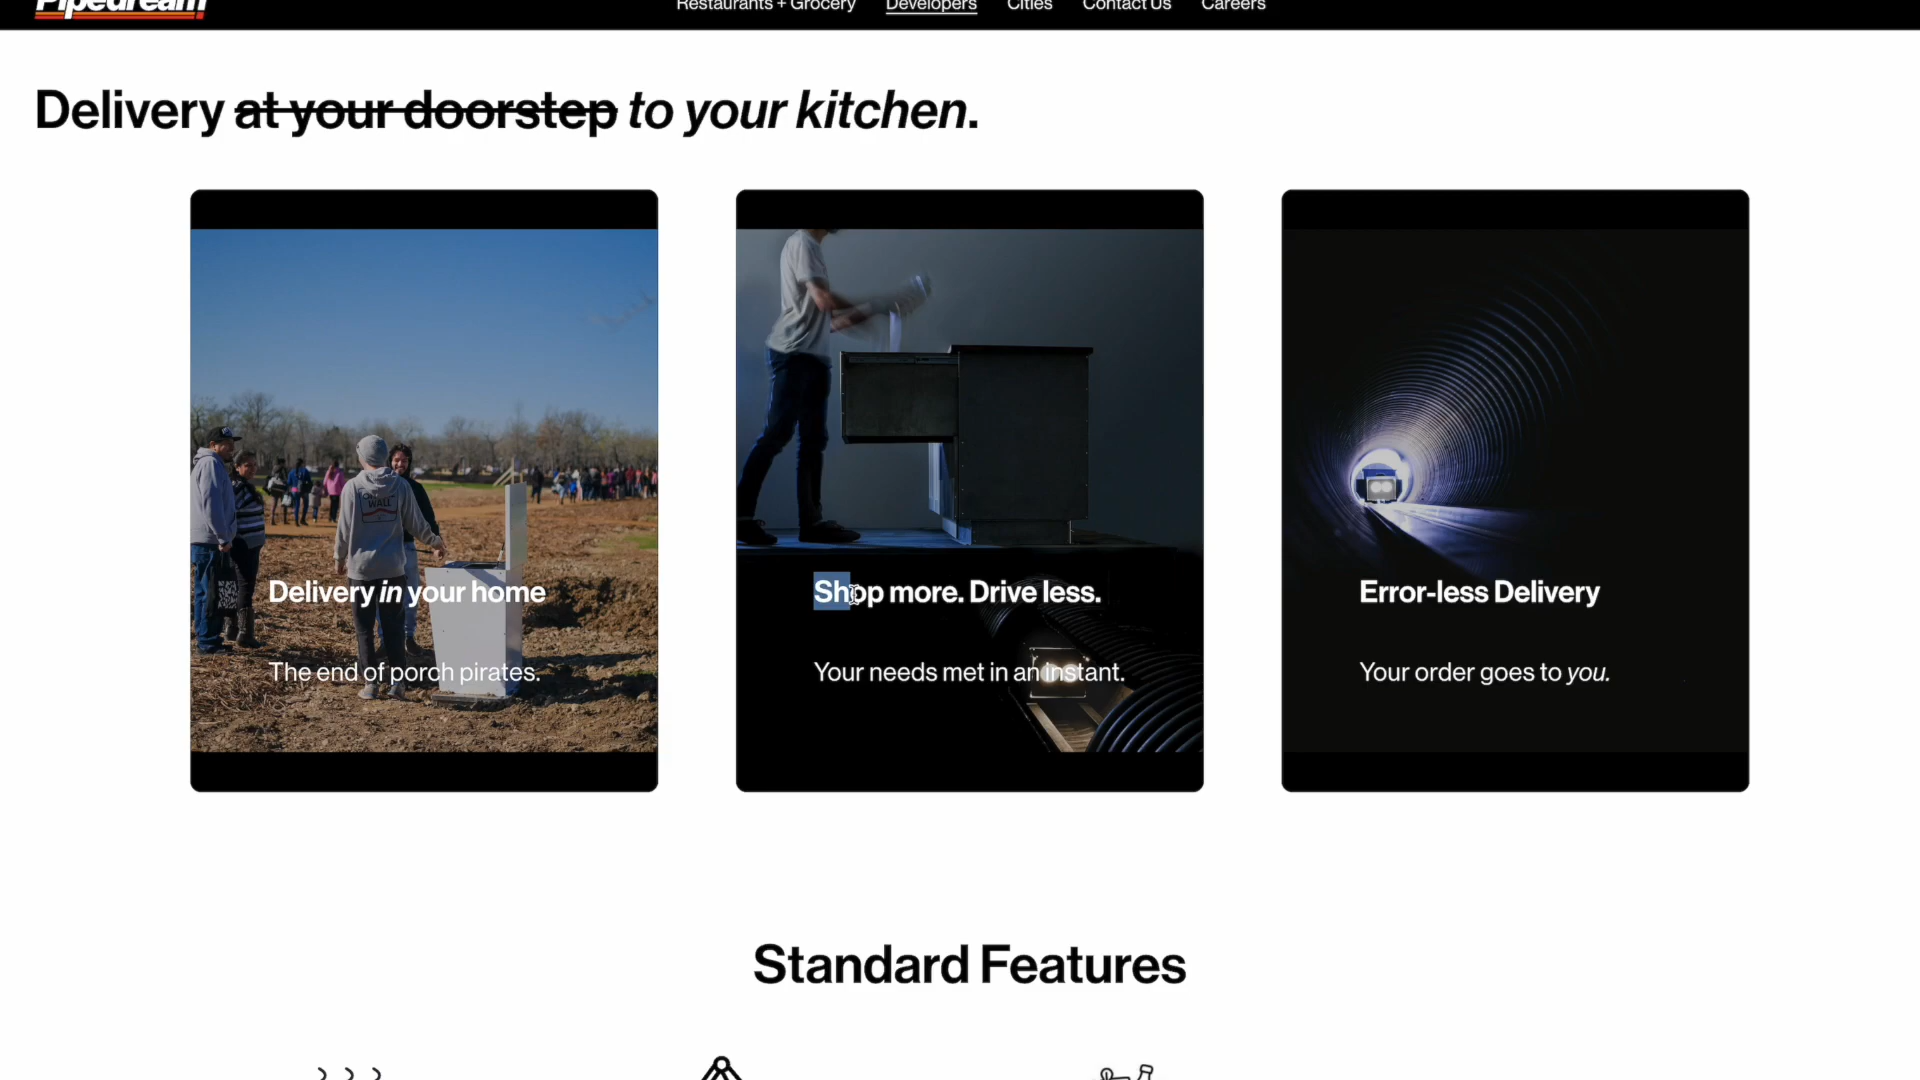 Pipedream
Restaurants + Grocery
Developers
Cities
Contact Us
Careers
Delivery at your doorstep to your kitchen.
Delivery in your home
The end of porch pirates.
Shop more. Drive less.
Your needs met in an instant.
Error-less Delivery
Your order goes to you.
Standard Features